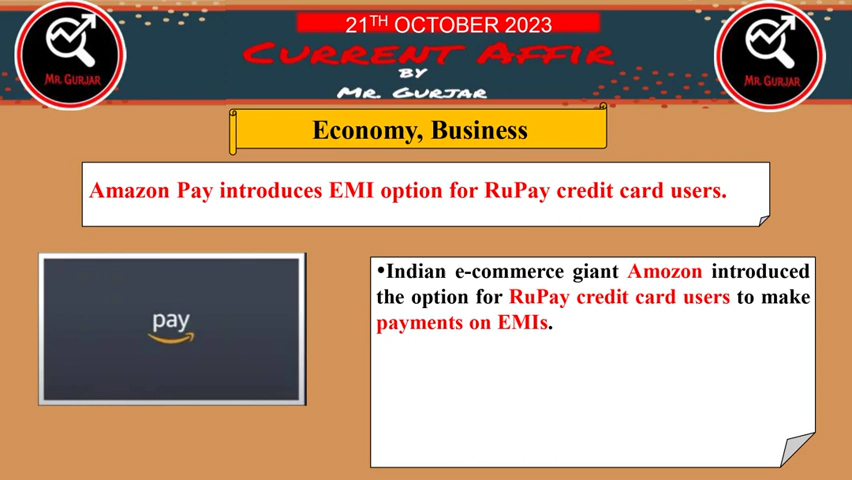 21TH OCTOBER 2023
CURRENT AFFIR
BY
MR. GURJAR
MR. GURJAR
MR. GURJAR
Economy, Business
Amazon Pay introduces EMI option for RuPay credit card users.
pay
•Indian e-commerce giant Amozon introduced
the option for RuPay credit card users to make
payments on EMIs.